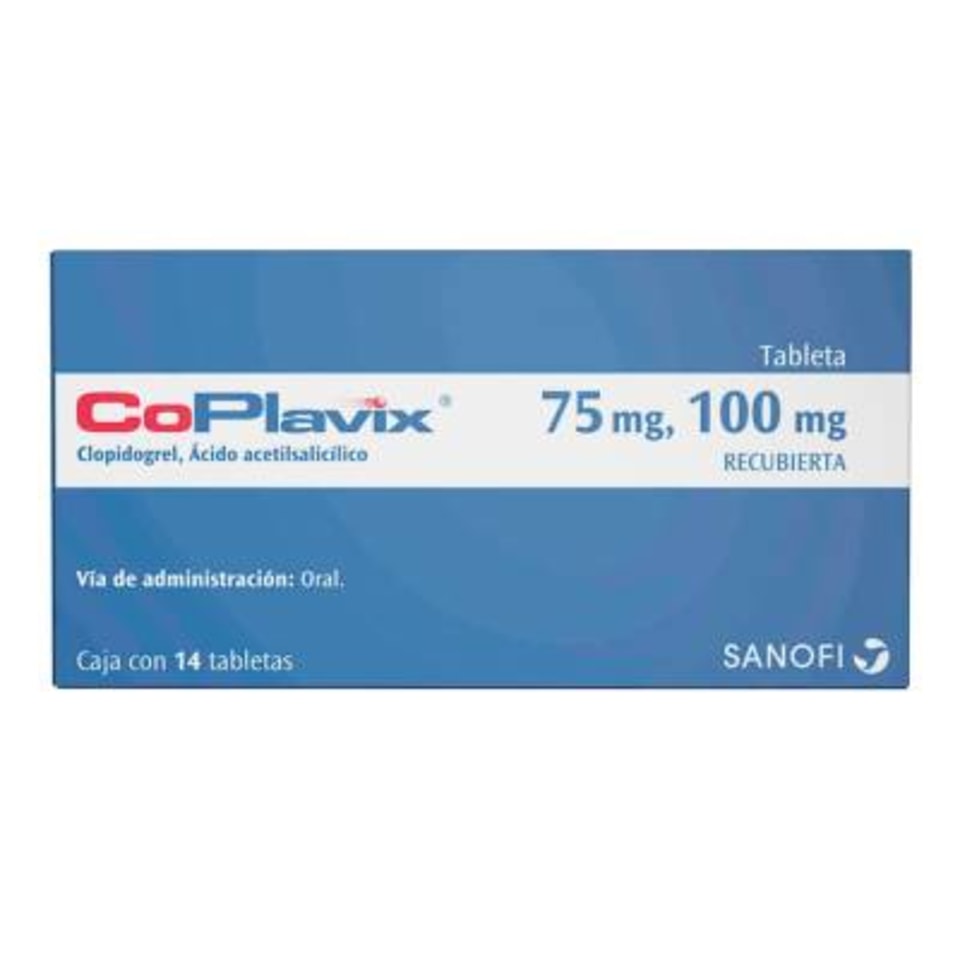 Tableta
CoPlavix®
75 mg, 100 mg
Clopidogrel, Ácido acetilsalicílico
RECUBIERTA
Vía de administración: Oral.
Caja con 14 tabletas
SANOFI